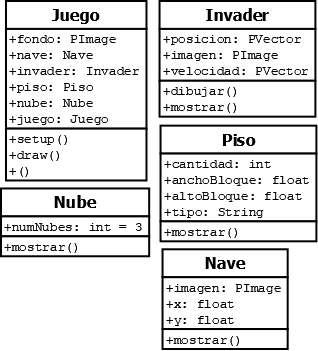 Juego
+fondo: PImage
+nave: Nave
+invader: Invader
+piso: Piso
+nube: Nube
+juego: Juego
+setup()
+draw()
+()
Invader
+posicion: PVector
+imagen: PImage
+velocidad: PVector
+dibujar()
+mostrar()
Piso
+cantidad: int
+anchoBloque: float
+altoBloque: float
+tipo: String
+mostrar()
Nube
+numNubes: int = 3
+mostrar()
Nave
+imagen: PImage
+x: float
+y: float
+mostrar()